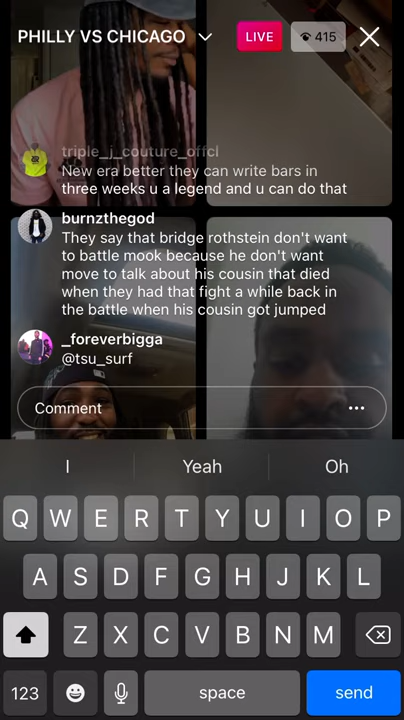 PHILLY VS CHICAGO
LIVE
415
triple_j_couture_offcl
New era better they can write bars in
three weeks u a legend and u can do that
burnzthegod
They say that bridge rothstein don't want
to battle mook because he don't want
move to talk about his cousin that died
when they had that fight a while back in
the battle when his cousin got jumped
_foreverbigga
@tsu_surf
Comment
I Yeah Oh
Q W E R T Y U I O P
A S D F G H J K L
Z X C V B N M
123 space send